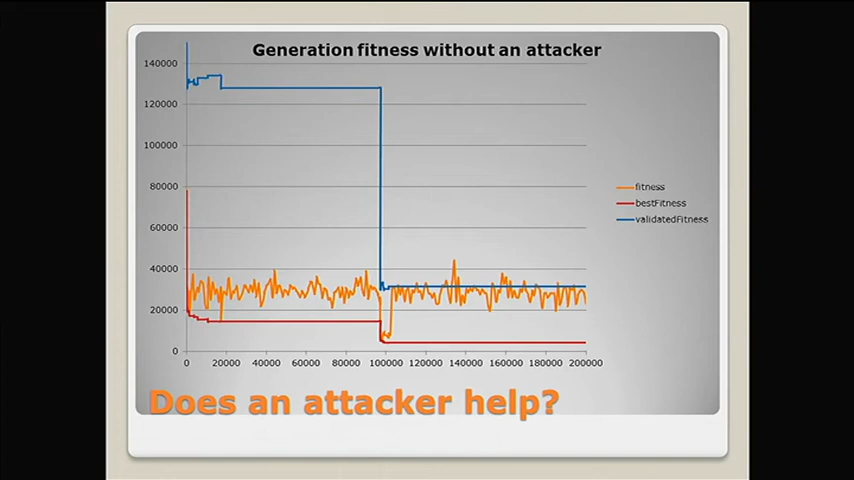 Generation fitness without an attacker
140000
120000
100000
80000
60000
40000
20000
0
0 20000 40000 60000 80000 100000 120000 140000 160000 180000 200000
fitness
bestFitness
validatedFitness
Does an attacker help?